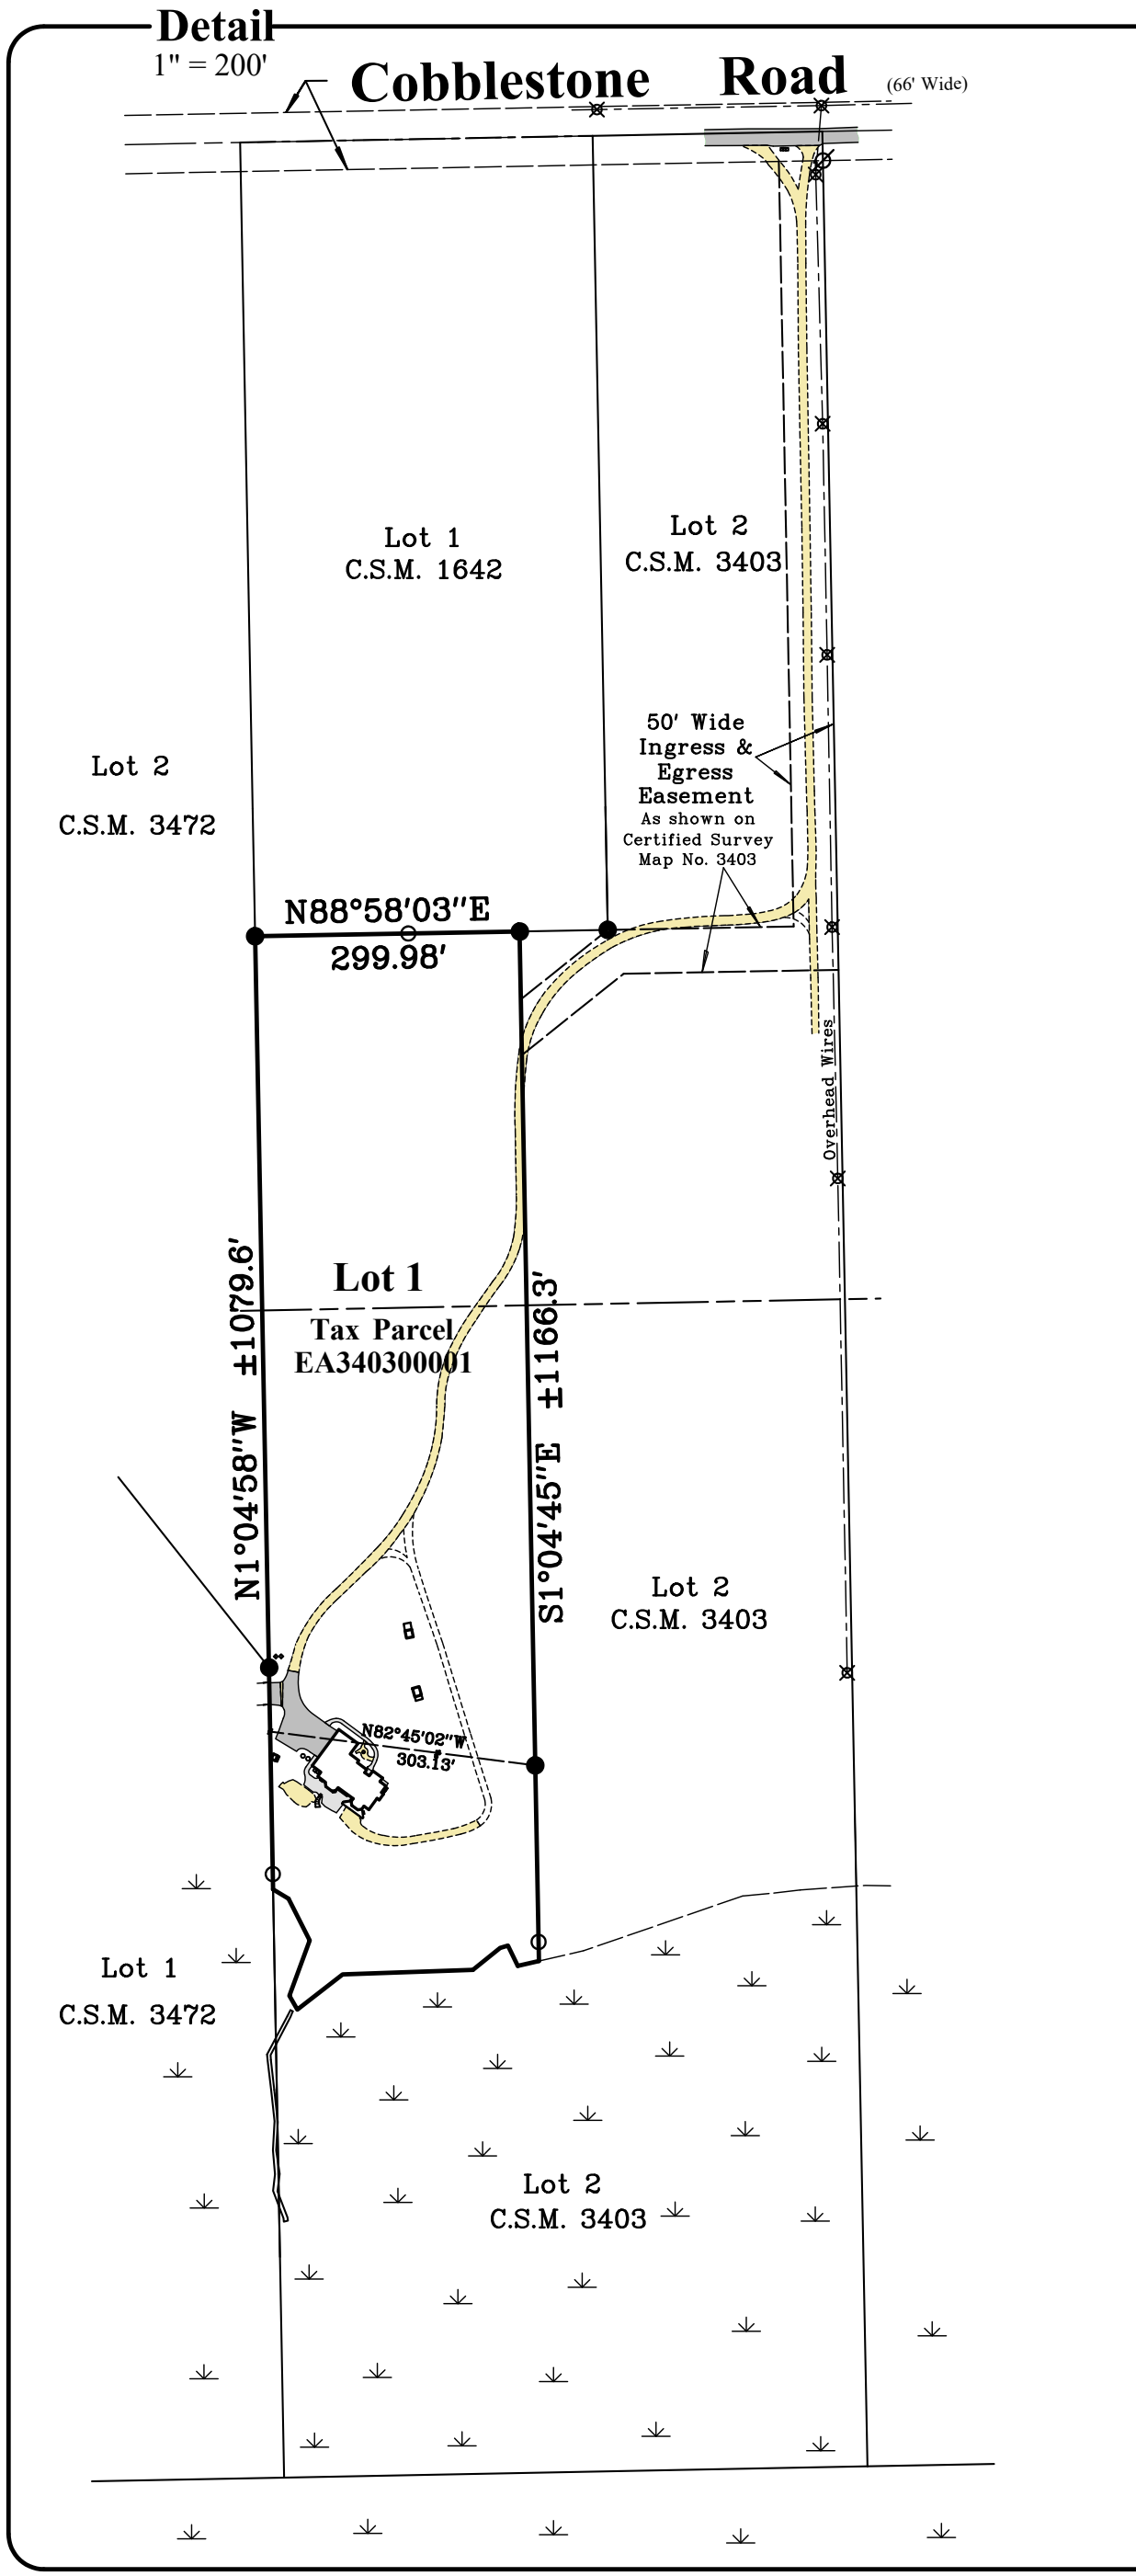 Detail
1" = 200'
Cobblestone Road (66' Wide)
Lot 1
C.S.M. 1642
Lot 2
C.S.M. 3403
50' Wide
Ingress &
Egress
Easement
As shown on
Certified Survey
Map No. 3403
Lot 2
C.S.M. 3472
N88°58'03"E
299.98'
Overhead Wires
N1°04'58"W ±1079.6'
Lot 1
Tax Parcel
EA340300001
S1°04'45"E ±1166.3'
Lot 2
C.S.M. 3403
N82°45'02"W
303.13'
Lot 1
C.S.M. 3472
Lot 2
C.S.M. 3403